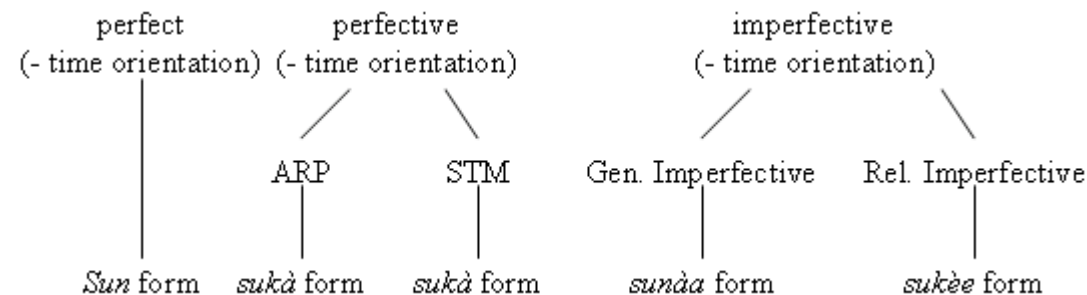 perfect perfective imperfective
(- time orientation) (- time orientation) (- time orientation)
ARP STM Gen. Imperfective Rel. Imperfective
Sun form sukà form sukà form sunàa form sukèe form